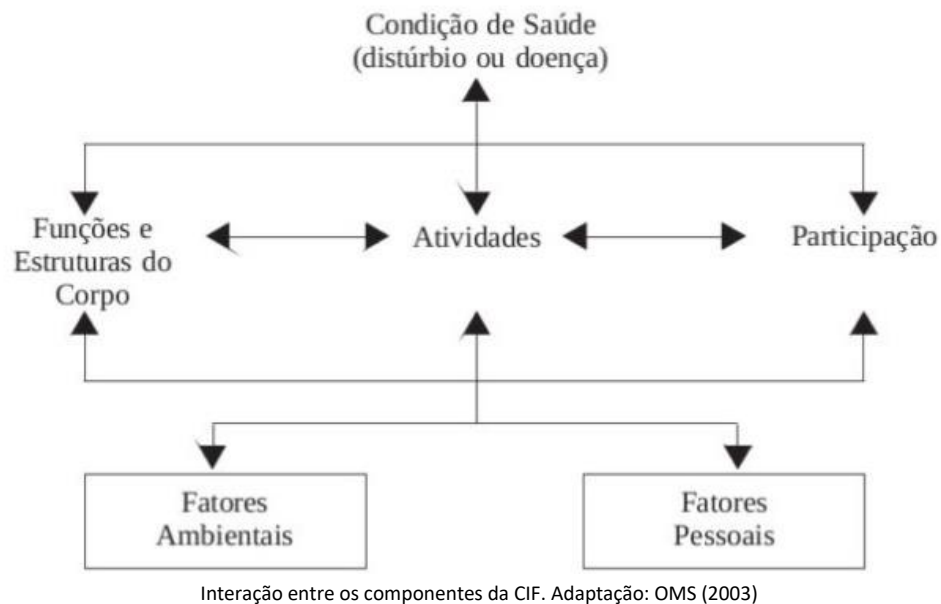 Condição de Saúde
(distúrbio ou doença)
Funções e
Estruturas do
Corpo
Atividades
Participação
Fatores
Ambientais
Fatores
Pessoais
Interação entre os componentes da CIF. Adaptação: OMS (2003)